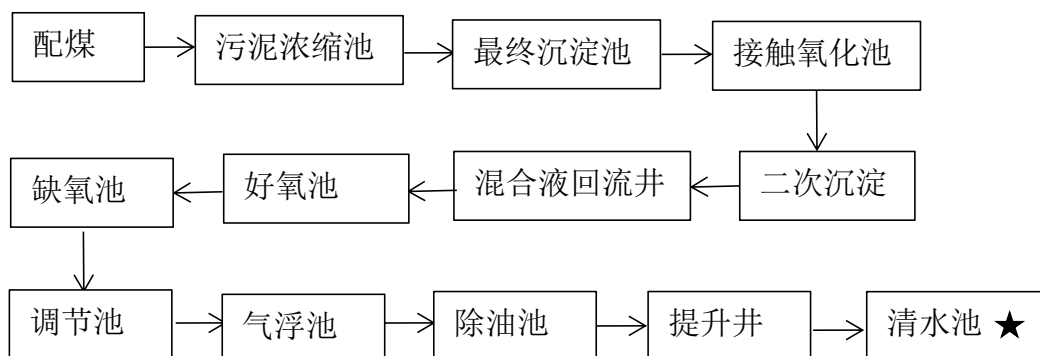 配煤 污泥浓缩池 最终沉淀池 接触氧化池
缺氧池 好氧池 混合液回流井 二次沉淀
调节池 气浮池 除油池 提升井 清水池 ★